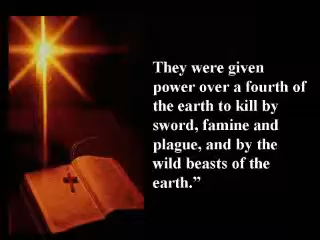 They were given
power over a fourth of
the earth to kill by
sword, famine and
plague, and by the
wild beasts of the
earth.”